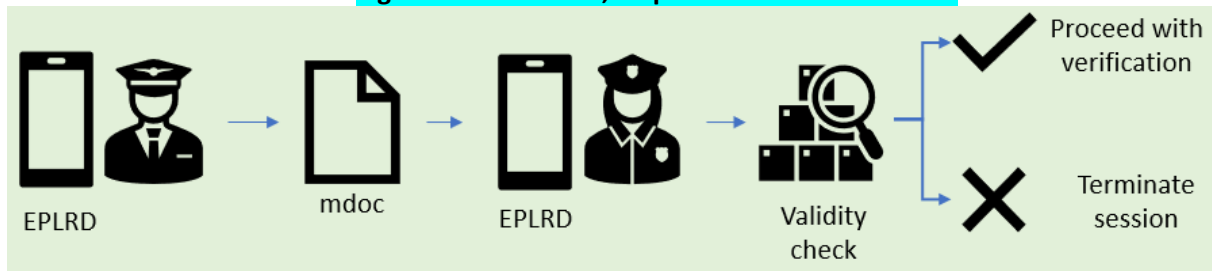 EPLRD
mdoc
EPLRD
Validity
check
Proceed with
verification
Terminate
session